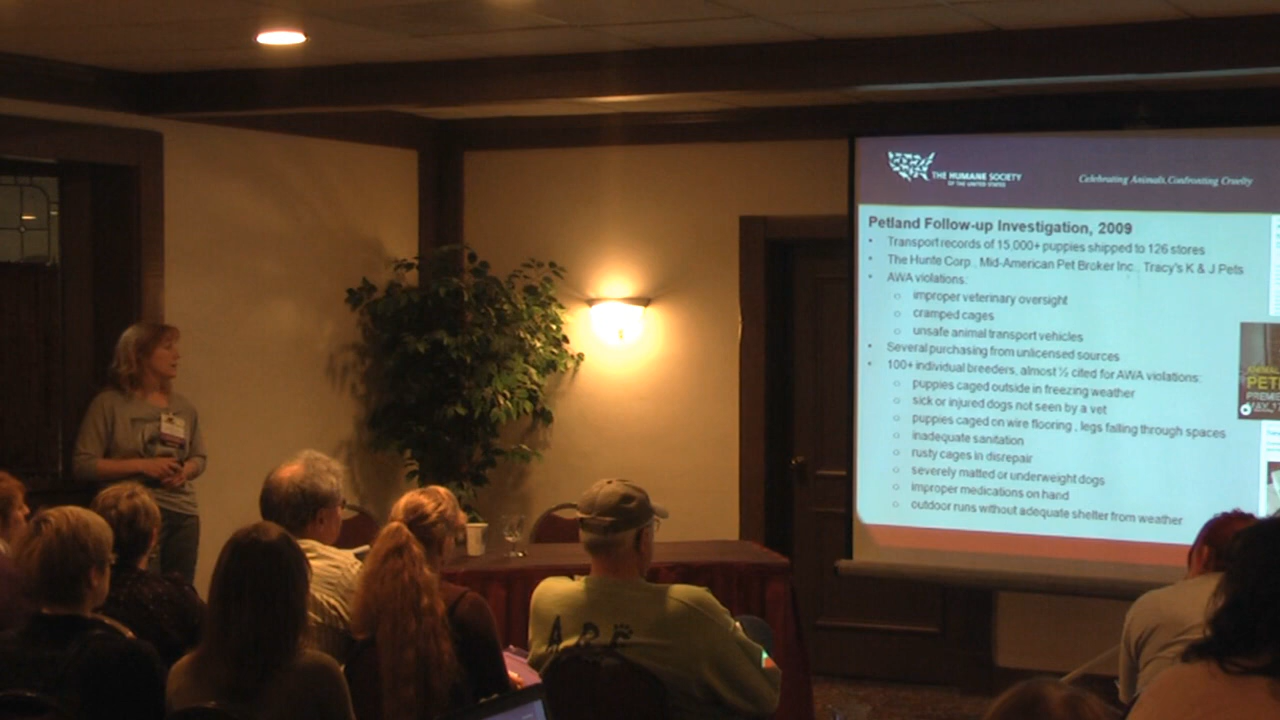 THE HUMANE SOCIETY
OF THE UNITED STATES
Celebrating Animals, Confronting Cruelty
Petland Follow-up Investigation, 2009
• Transport records of 15,000+ puppies shipped to 126 stores
• The Hunte Corp., Mid-American Pet Broker Inc., Tracy's K & J Pets
• AWA violations:
o improper veterinary oversight
o cramped cages
o unsafe animal transport vehicles
• Several purchasing from unlicensed sources
• 100+ individual breeders, almost ½ cited for AWA violations:
o puppies caged outside in freezing weather
o sick or injured dogs not seen by a vet
o puppies caged on wire flooring, legs falling through spaces
o inadequate sanitation
o rusty cages in disrepair
o severely matted or underweight dogs
o improper medications on hand
o outdoor runs without adequate shelter from weather
ANIMAL
PET
PREMIE
MAY 1